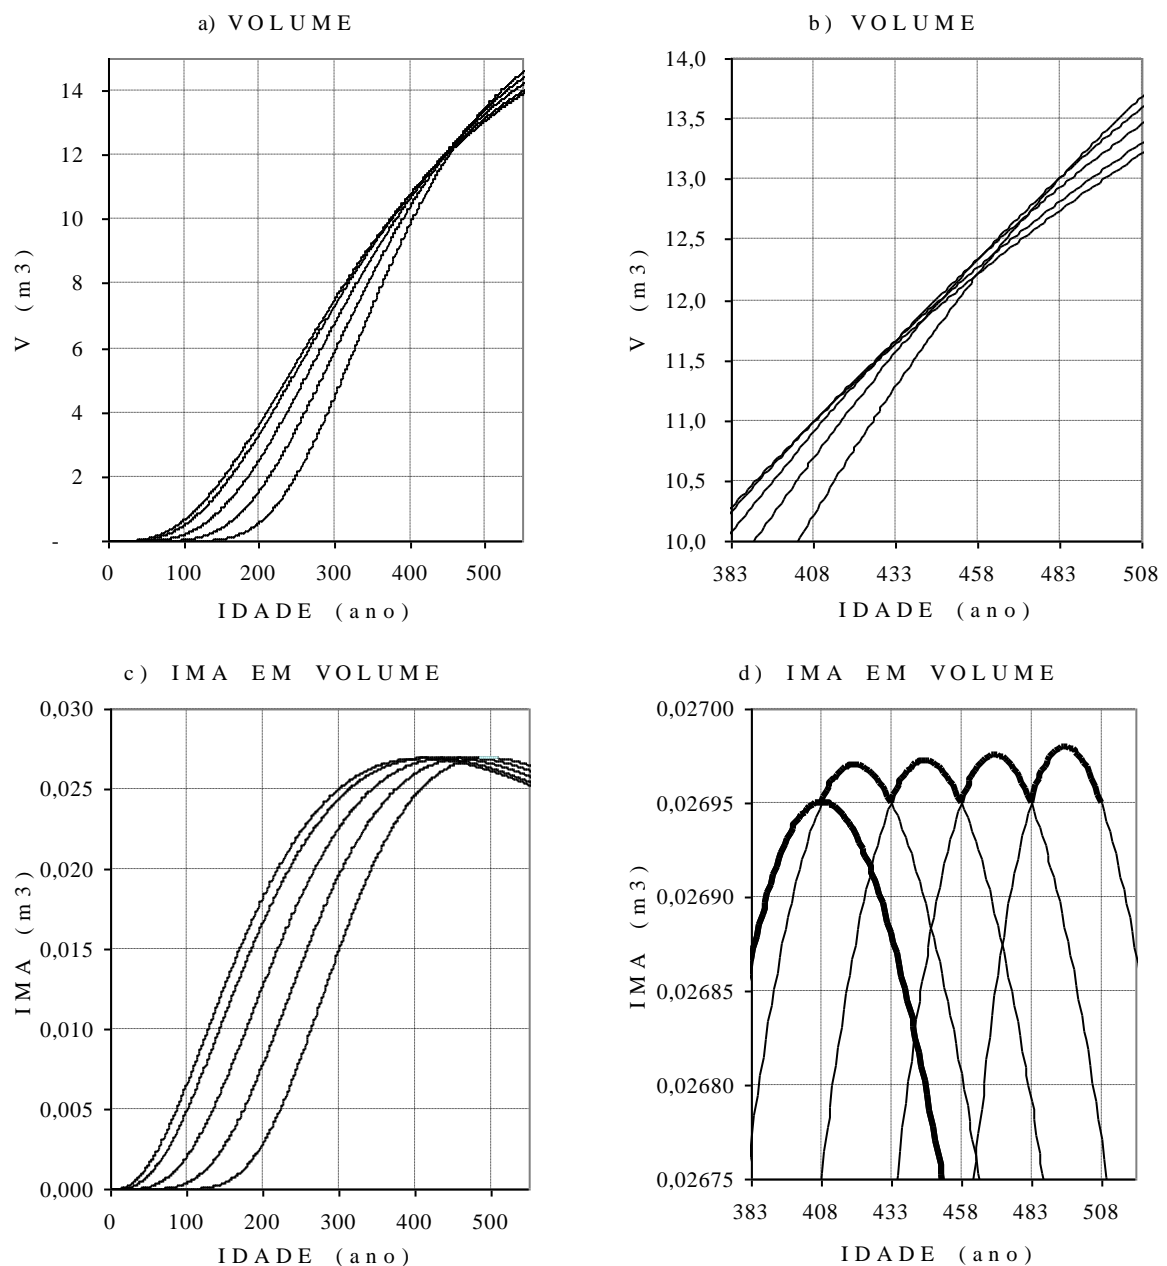 a) VOLUME
14
12
10
8
6
4
2
-
V (m3)
0 100 200 300 400 500
IDADE (ano)
b) VOLUME
14,0
13,5
13,0
12,5
12,0
11,5
11,0
10,5
10,0
V (m3)
383 408 433 458 483 508
IDADE (ano)
c) IMA EM VOLUME
0,030
0,025
0,020
0,015
0,010
0,005
0,000
IMA (m3)
0 100 200 300 400 500
IDADE (ano)
d) IMA EM VOLUME
0,02700
0,02695
0,02690
0,02685
0,02680
0,02675
IMA (m3)
383 408 433 458 483 508
IDADE (ano)